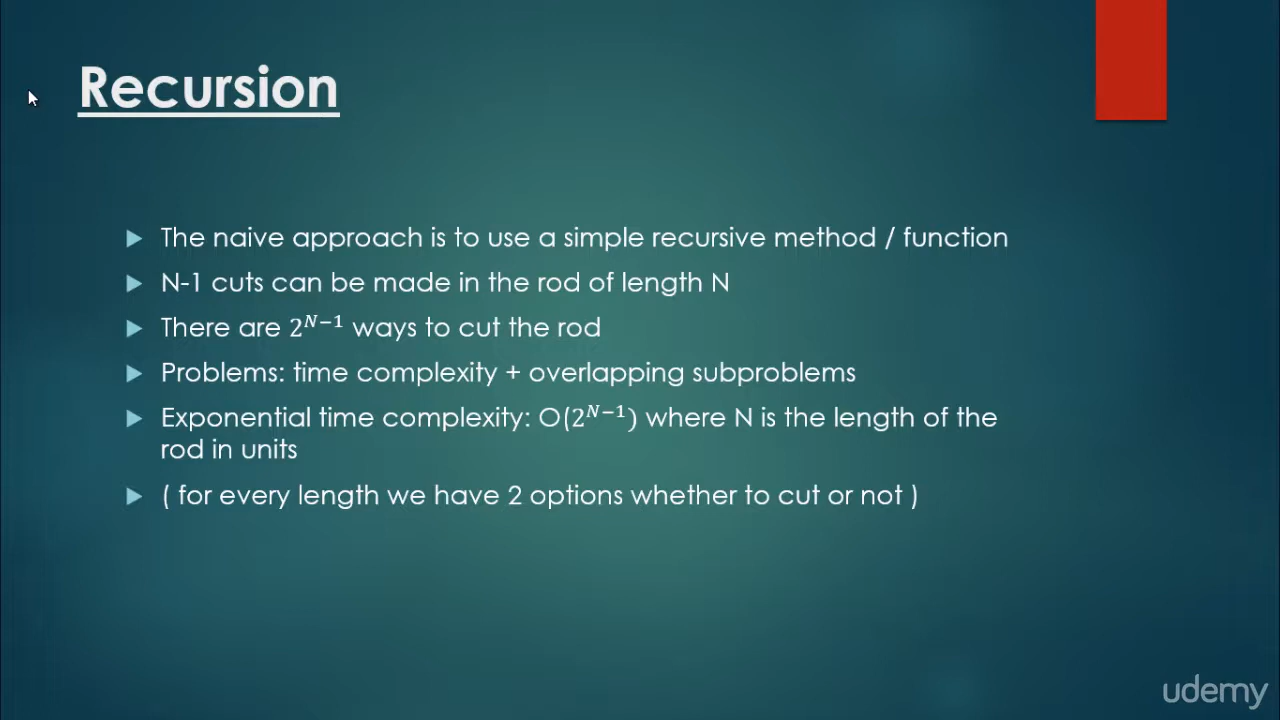 Recursion
The naive approach is to use a simple recursive method / function
N-1 cuts can be made in the rod of length N
There are 2^{N-1} ways to cut the rod
Problems: time complexity + overlapping subproblems
Exponential time complexity: O(2^{N-1}) where N is the length of the
rod in units
( for every length we have 2 options whether to cut or not )
udemy